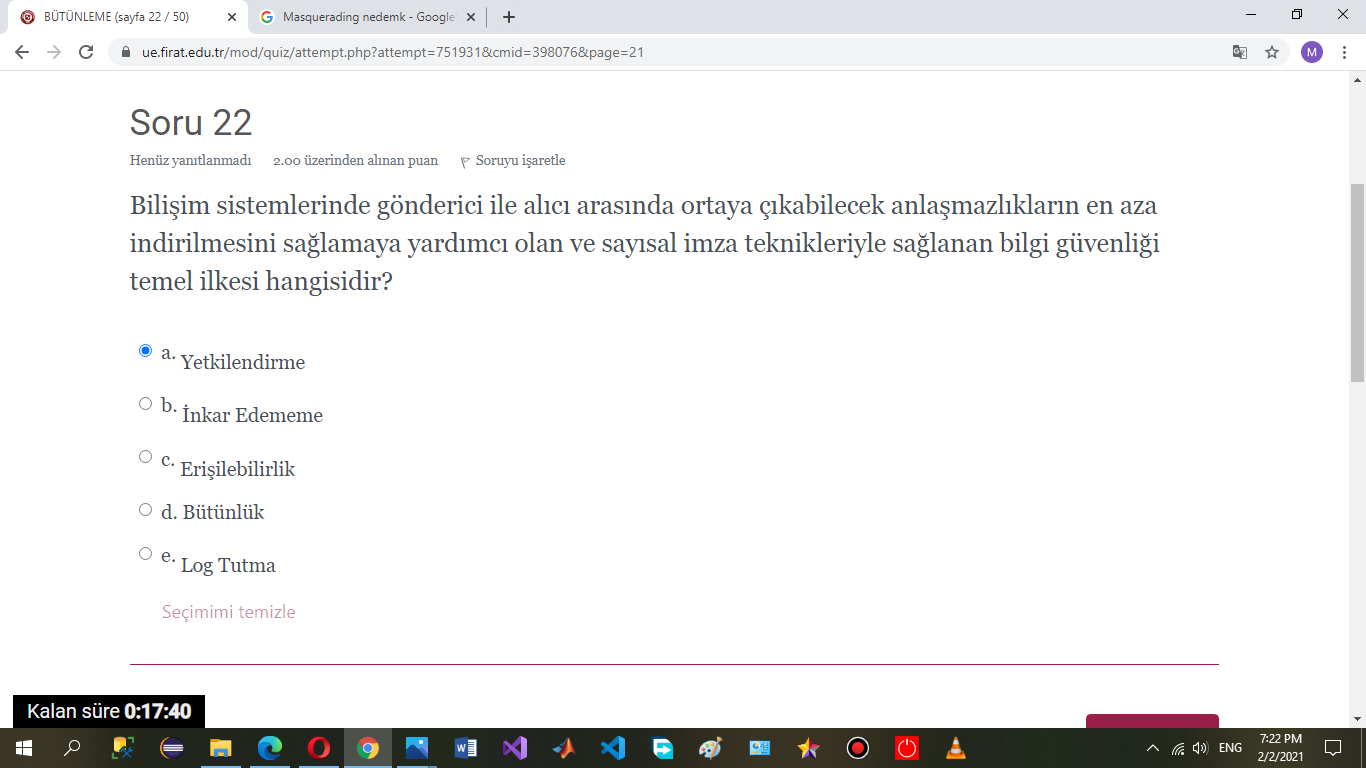 BÜTÜNLEME (sayfa 22 / 50)
Masquerading nedemk - Google'
ue.firat.edu.tr/mod/quiz/attempt.php?attempt=751931&cmid=398076&page=21
M
Soru 22
Henüz yanıtlanmadı 2.00 üzerinden alınan puan Soruyu işaretle
Bilişim sistemlerinde gönderici ile alıcı arasında ortaya çıkabilecek anlaşmazlıkların en aza
indirilmesini sağlamaya yardımcı olan ve sayısal imza teknikleriyle sağlanan bilgi güvenliği
temel ilkesi hangisidir?
a. Yetkilendirme
b. İnkar Edememe
c. Erişilebilirlik
d. Bütünlük
e. Log Tutma
Seçimimi temizle
Kalan süre 0:17:40
ENG
7:22 PM
2/2/2021